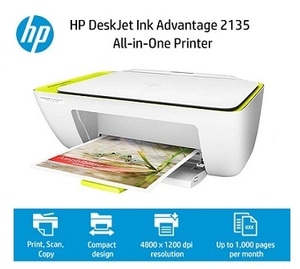 hp
HP DeskJet Ink Advantage 2135
All-in-One Printer
Print, Scan,
Copy
Compact
design
4800 x 1200 dpi
resolution
Up to 1,000 pages
per month